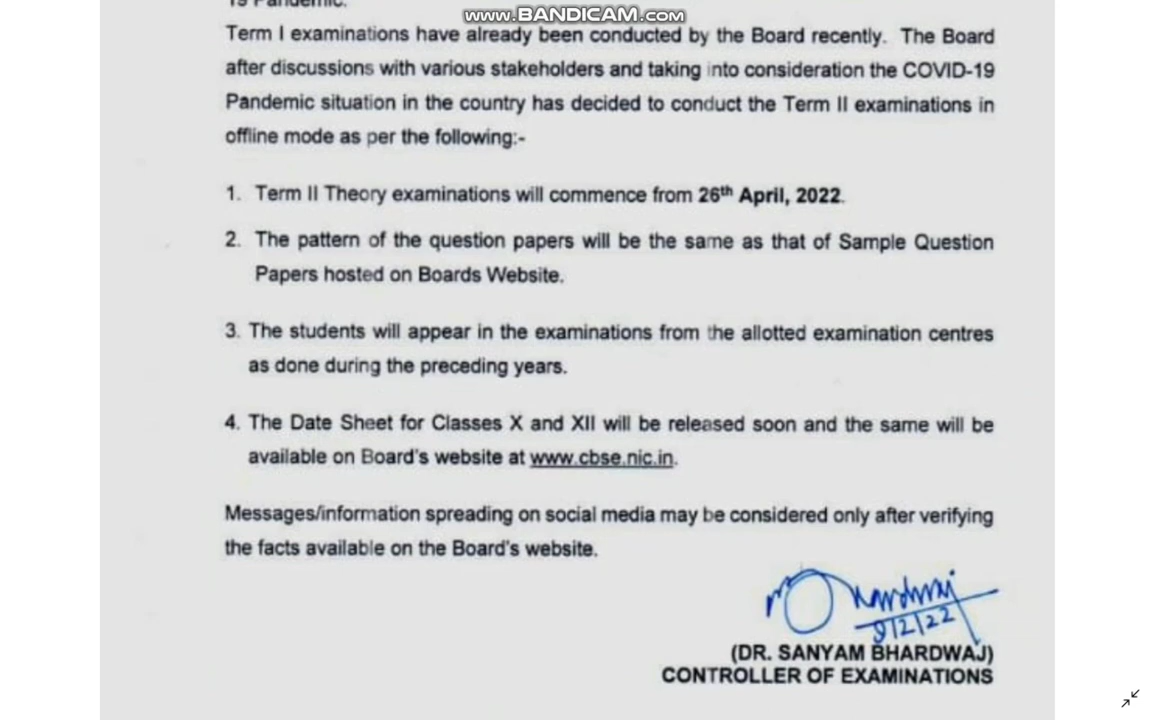 19 Pandemic.
www.BANDICAM.com
Term I examinations have already been conducted by the Board recently. The Board
after discussions with various stakeholders and taking into consideration the COVID-19
Pandemic situation in the country has decided to conduct the Term II examinations in
offline mode as per the following:-
1. Term II Theory examinations will commence from 26th April, 2022.
2. The pattern of the question papers will be the same as that of Sample Question
Papers hosted on Boards Website.
3. The students will appear in the examinations from the allotted examination centres
as done during the preceding years.
4. The Date Sheet for Classes X and XII will be released soon and the same will be
available on Board's website at www.cbse.nic.in.
Messages/information spreading on social media may be considered only after verifying
the facts available on the Board's website.
9/2/22
(DR. SANYAM BHARDWAJ)
CONTROLLER OF EXAMINATIONS